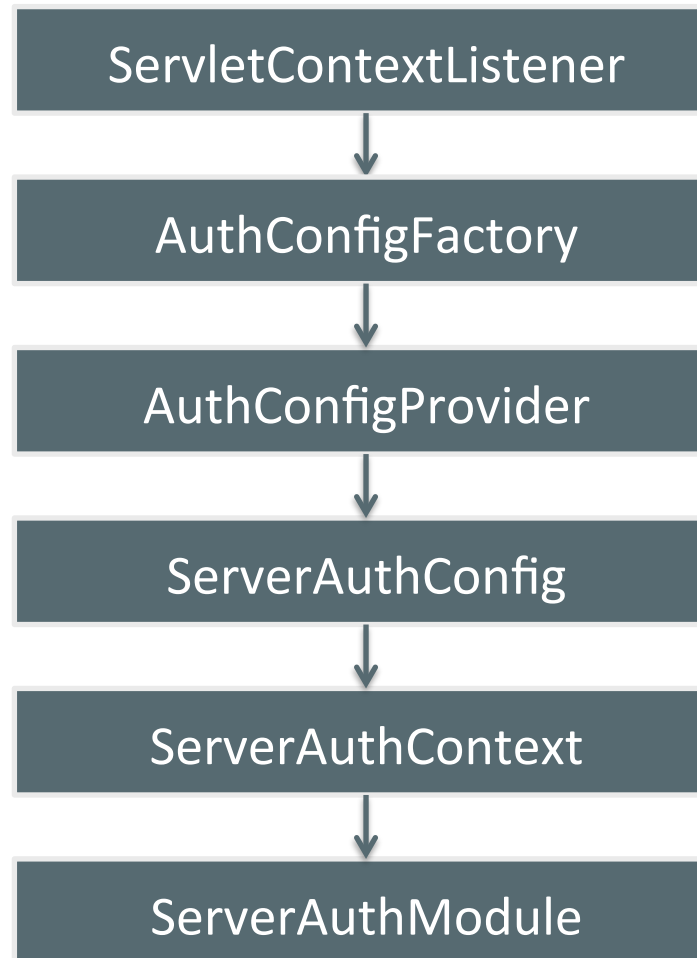 ServletContextListener
AuthConfigFactory
AuthConfigProvider
ServerAuthConfig
ServerAuthContext
ServerAuthModule